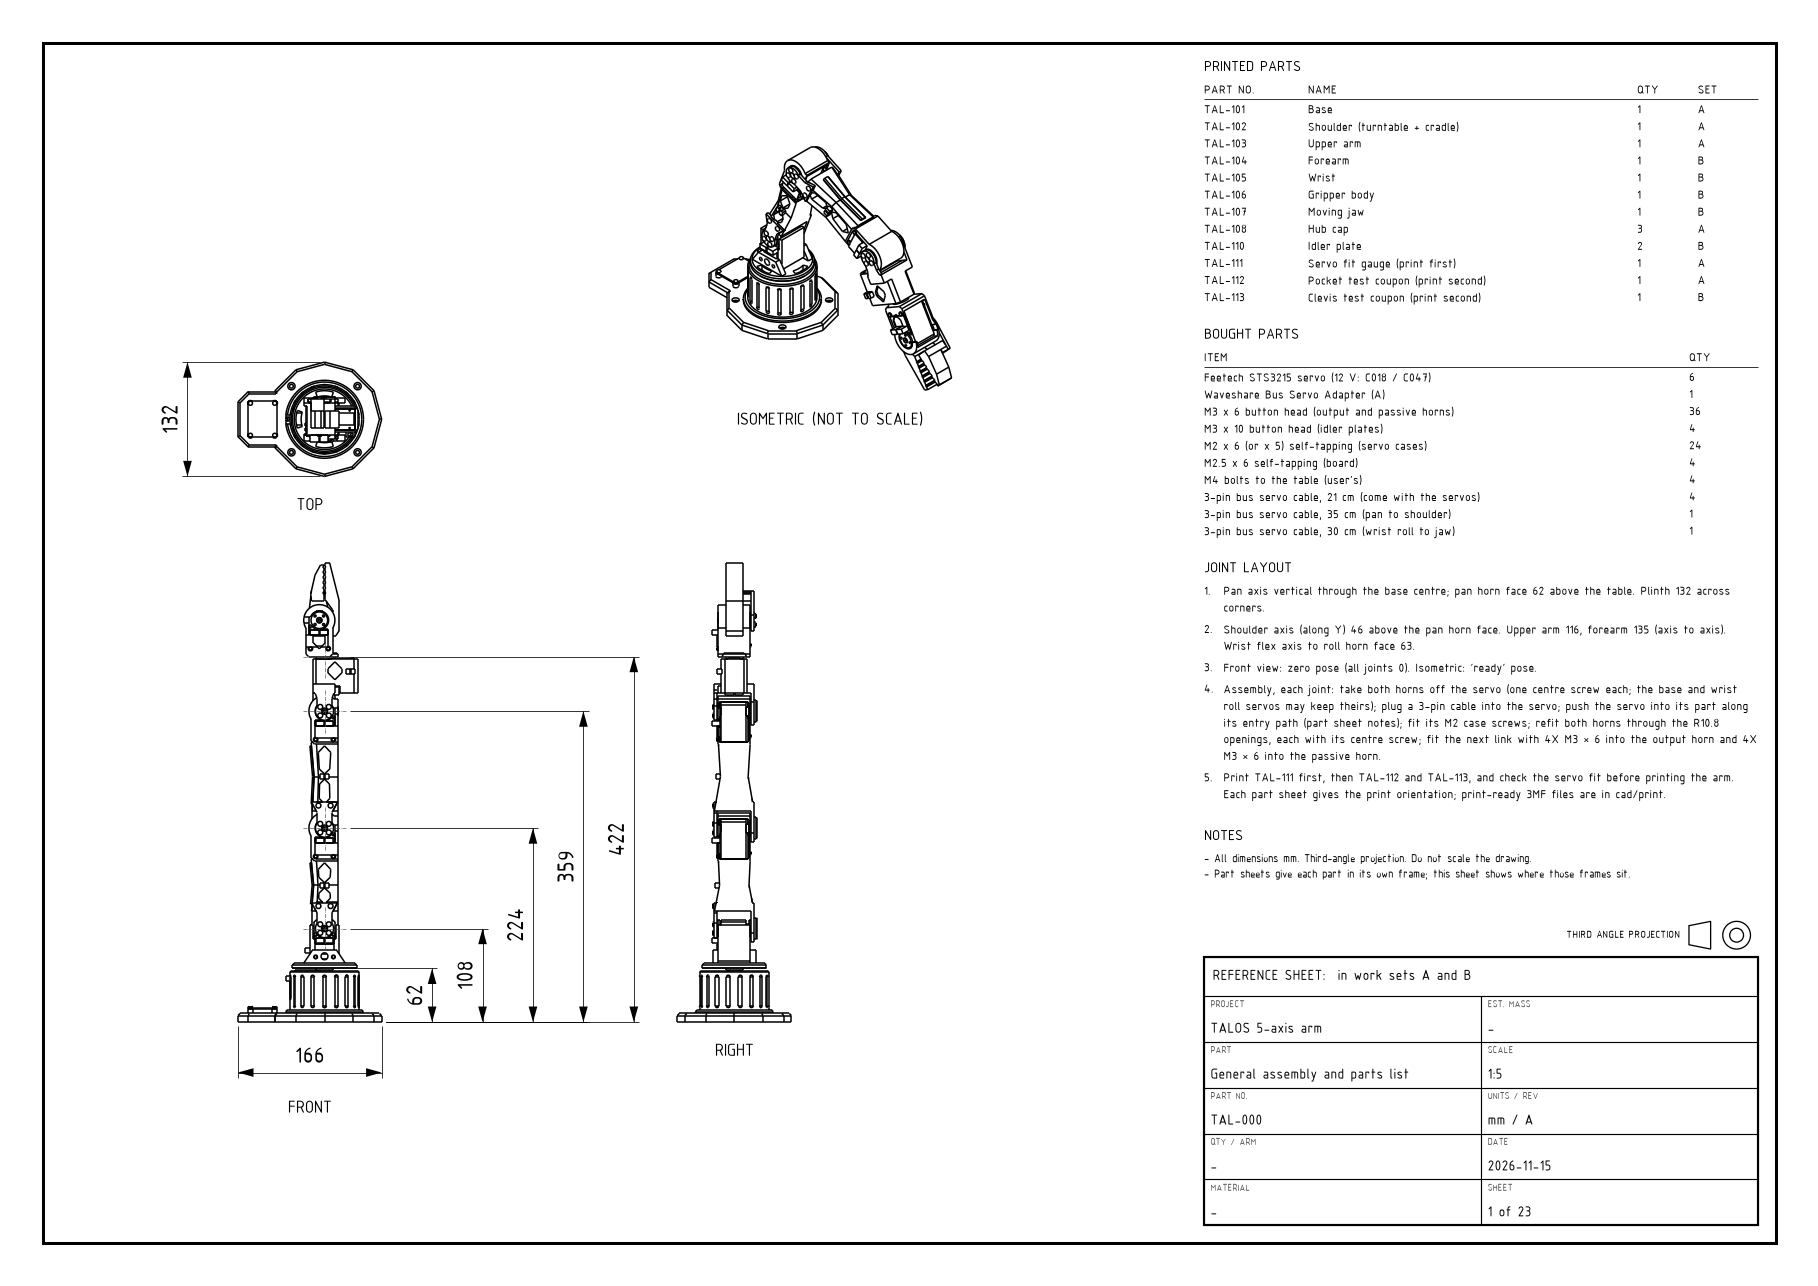 PRINTED PARTS
PART NO. NAME QTY SET
TAL-101 Base 1 A
TAL-102 Shoulder (turntable + cradle) 1 A
TAL-103 Upper arm 1 A
TAL-104 Forearm 1 B
TAL-105 Wrist 1 B
TAL-106 Gripper body 1 B
TAL-107 Moving jaw 1 B
TAL-108 Hub cap 3 A
TAL-110 Idler plate 2 B
TAL-111 Servo fit gauge (print first) 1 A
TAL-112 Pocket test coupon (print second) 1 A
TAL-113 Clevis test coupon (print second) 1 B
BOUGHT PARTS
ITEM QTY
Feetech STS3215 servo (12 V: C018 / C047) 6
Waveshare Bus Servo Adapter (A) 1
M3 x 6 button head (output and passive horns) 36
M3 x 10 button head (idler plates) 4
M2 x 6 (or x 5) self-tapping (servo cases) 24
M2.5 x 6 self-tapping (board) 4
M4 bolts to the table (user's) 4
3-pin bus servo cable, 21 cm (come with the servos) 4
3-pin bus servo cable, 35 cm (pan to shoulder) 1
3-pin bus servo cable, 30 cm (wrist roll to jaw) 1
JOINT LAYOUT
1. Pan axis vertical through the base centre; pan horn face 62 above the table. Plinth 132 across
corners.
2. Shoulder axis (along Y) 46 above the pan horn face. Upper arm 116, forearm 135 (axis to axis).
Wrist flex axis to roll horn face 63.
3. Front view: zero pose (all joints 0). Isometric: 'ready' pose.
4. Assembly, each joint: take both horns off the servo (one centre screw each; the base and wrist
roll servos may keep theirs); plug a 3-pin cable into the servo; push the servo into its part along
its entry path (part sheet notes); fit its M2 case screws; refit both horns through the R10.8
openings, each with its centre screw; fit the next link with 4X M3 × 6 into the output horn and 4X
M3 × 6 into the passive horn.
5. Print TAL-111 first, then TAL-112 and TAL-113, and check the servo fit before printing the arm.
Each part sheet gives the print orientation; print-ready 3MF files are in cad/print.
NOTES
- All dimensions mm. Third-angle projection. Do not scale the drawing.
- Part sheets give each part in its own frame; this sheet shows where those frames sit.
THIRD ANGLE PROJECTION
REFERENCE SHEET: in work sets A and B
PROJECT
TALOS 5-axis arm
EST. MASS
-
PART
General assembly and parts list
SCALE
1:5
PART NO.
TAL-000
UNITS / REV
mm / A
QTY / ARM
-
DATE
2026-11-15
MATERIAL
-
SHEET
1 of 23
132
TOP
ISOMETRIC (NOT TO SCALE)
62
108
224
359
422
166
FRONT
RIGHT